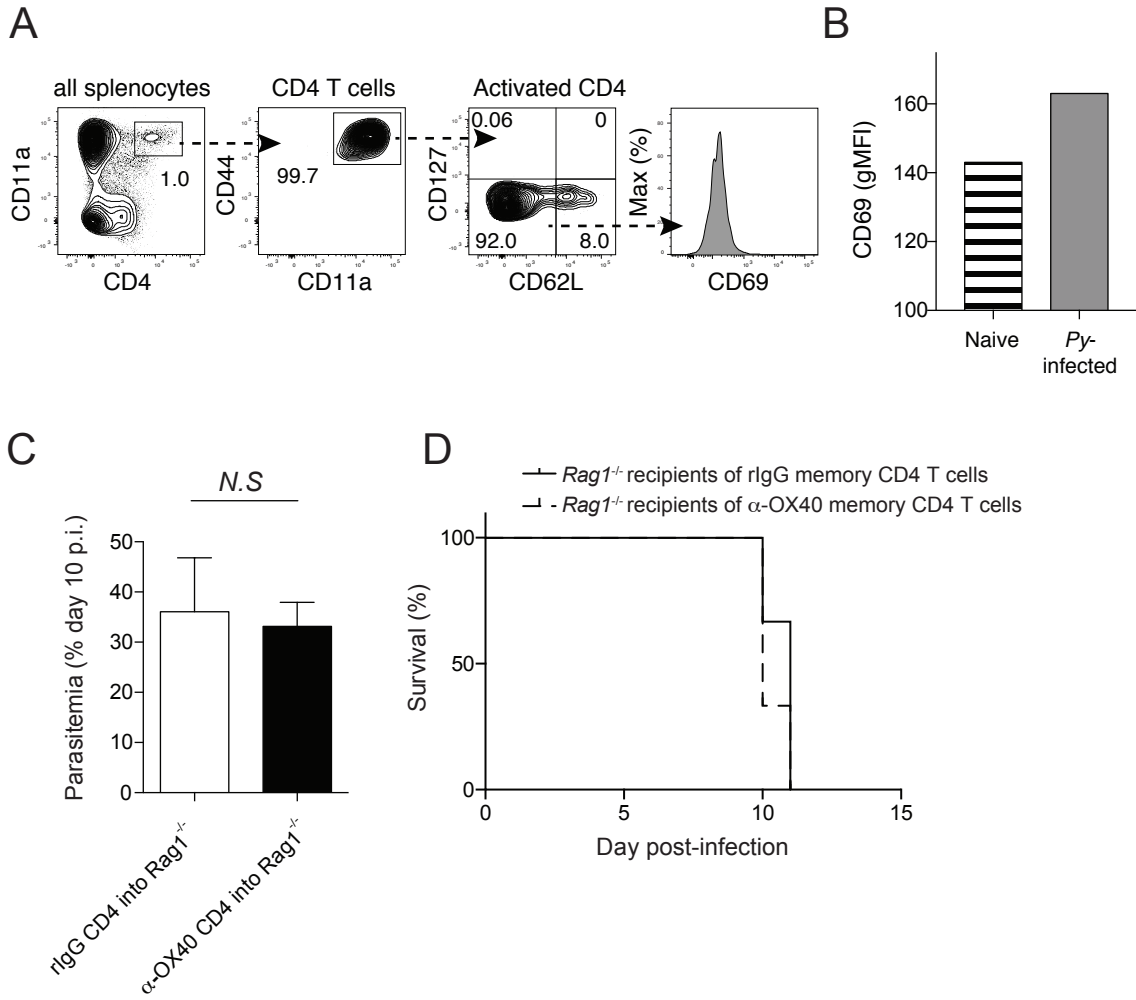 A
all splenocytes
CD4 T cells
Activated CD4
CD11a
1.0
CD4
CD44
99.7
CD11a
CD127
0.06
0
92.0
8.0
CD62L
Max (%)
CD69
B
CD69 (gMFI)
160
140
120
100
Naive
Py-
infected
C
N.S
Parasitemia (% day 10 p.i.)
50
40
30
20
10
0
rIgG CD4 into Rag1-/-
α-OX40 CD4 into Rag1-/-
D
Rag1-/- recipients of rIgG memory CD4 T cells
Rag1-/- recipients of α-OX40 memory CD4 T cells
Survival (%)
100
50
0
0 5 10 15
Day post-infection